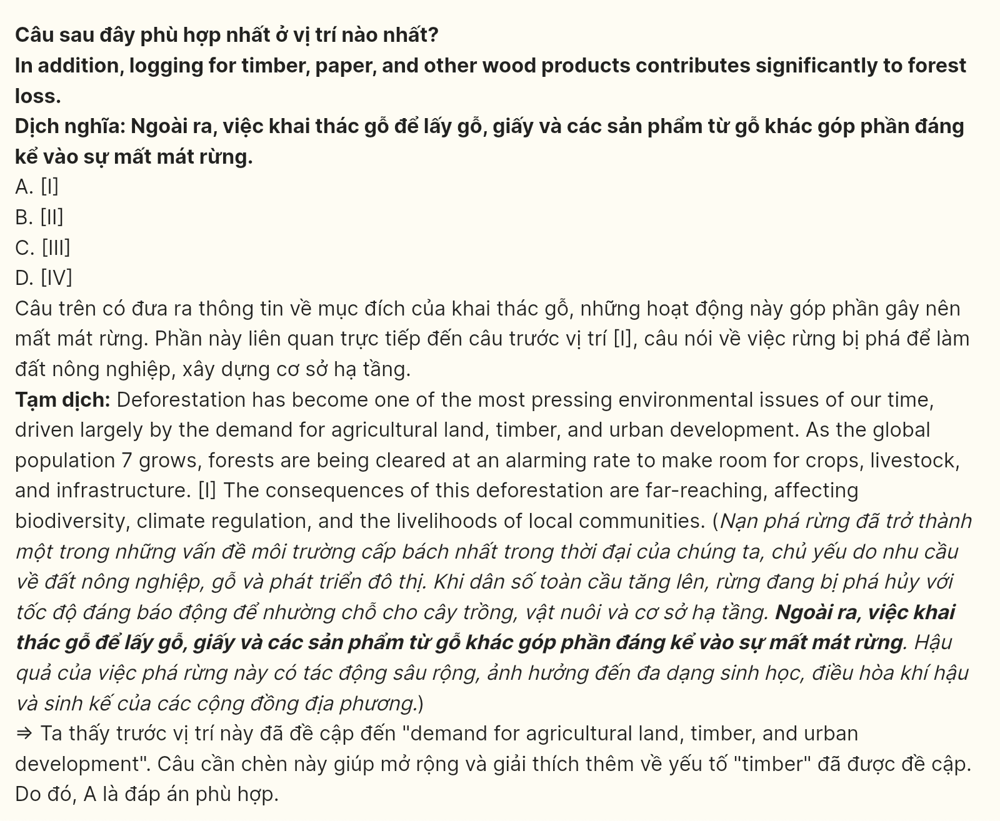 Câu sau đây phù hợp nhất ở vị trí nào nhất?
In addition, logging for timber, paper, and other wood products contributes significantly to forest
loss.
Dịch nghĩa: Ngoài ra, việc khai thác gỗ để lấy gỗ, giấy và các sản phẩm từ gỗ khác góp phần đáng
kể vào sự mất mát rừng.
A. [I]
B. [II]
C. [III]
D. [IV]
Câu trên có đưa ra thông tin về mục đích của khai thác gỗ, những hoạt động này góp phần gây nên
mất mát rừng. Phần này liên quan trực tiếp đến câu trước vị trí [I], câu nói về việc rừng bị phá để làm
đất nông nghiệp, xây dựng cơ sở hạ tầng.
Tạm dịch: Deforestation has become one of the most pressing environmental issues of our time,
driven largely by the demand for agricultural land, timber, and urban development. As the global
population 7 grows, forests are being cleared at an alarming rate to make room for crops, livestock,
and infrastructure. [I] The consequences of this deforestation are far-reaching, affecting
biodiversity, climate regulation, and the livelihoods of local communities. (Nạn phá rừng đã trở thành
một trong những vấn đề môi trường cấp bách nhất trong thời đại của chúng ta, chủ yếu do nhu cầu
về đất nông nghiệp, gỗ và phát triển đô thị. Khi dân số toàn cầu tăng lên, rừng đang bị phá hủy với
tốc độ đáng báo động để nhường chỗ cho cây trồng, vật nuôi và cơ sở hạ tầng. Ngoài ra, việc khai
thác gỗ để lấy gỗ, giấy và các sản phẩm từ gỗ khác góp phần đáng kể vào sự mất mát rừng. Hậu
quả của việc phá rừng này có tác động sâu rộng, ảnh hưởng đến đa dạng sinh học, điều hòa khí hậu
và sinh kế của các cộng đồng địa phương.)
⇒ Ta thấy trước vị trí này đã đề cập đến "demand for agricultural land, timber, and urban
development". Câu cần chèn này giúp mở rộng và giải thích thêm về yếu tố "timber" đã được đề cập.
Do đó, A là đáp án phù hợp.